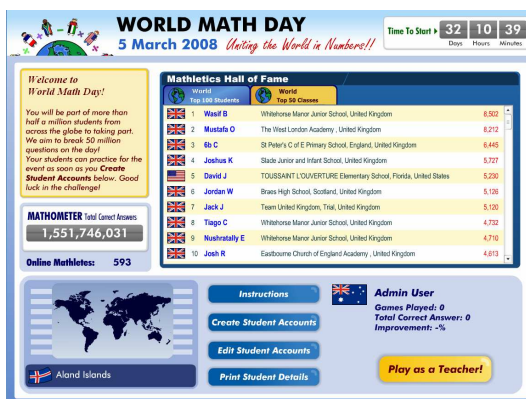 WORLD MATH DAY
5 March 2008 Uniting the World in Numbers!!
Time To Start
32 10 39
Days Hours Minutes
Welcome to
World Math Day!
You will be part of more than
half a million students from
across the globe to taking part.
We aim to break 50 million
questions on the day!
Your students can practice for the
event as soon as you Create
Student Accounts below. Good
luck in the challenge!
MATHOMETER Total Correct Answers
1,551,746,031
Online Mathletes: 593
Mathletics Hall of Fame
World
Top 100 Students
World
Top 50 Classes
1 Wasif B Whitehorse Manor Junior School, United Kingdom 8,502
2 Mustafa O The West London Academy , United Kingdom 8,212
3 6b C St Peter's C of E Primary School, England, United Kingdom 6,445
4 Joshus K Slade Junior and Infant School, United Kingdom 5,727
5 David J TOUSSAINT L'OUVERTURE Elementary School, Florida, United States 5,230
6 Jordan W Braes High School, Scotland, United Kingdom 5,126
7 Jack J Team United Kingdom, Trial, United Kingdom 5,120
8 Tiago C Whitehorse Manor Junior School, United Kingdom 4,732
9 Nushratally E Whitehorse Manor Junior School, United Kingdom 4,710
10 Josh R Eastbourne Church of England Academy , United Kingdom 4,613
Aland Islands
Instructions
Create Student Accounts
Edit Student Accounts
Print Student Details
Admin User
Games Played: 0
Total Correct Answer: 0
Improvement: -%
Play as a Teacher!